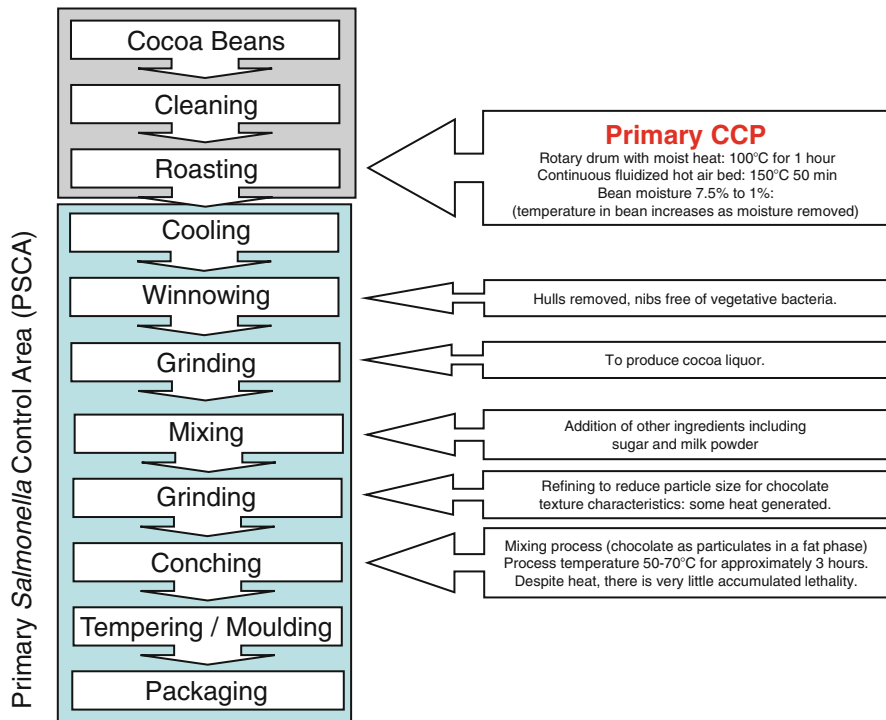 Cocoa Beans
Cleaning
Roasting
Primary CCP
Rotary drum with moist heat: 100°C for 1 hour
Continuous fluidized hot air bed: 150°C 50 min
Bean moisture 7.5% to 1%:
(temperature in bean increases as moisture removed)
Primary Salmonella Control Area (PSCA)
Cooling
Winnowing
Hulls removed, nibs free of vegetative bacteria.
Grinding
To produce cocoa liquor.
Mixing
Addition of other ingredients including
sugar and milk powder
Grinding
Refining to reduce particle size for chocolate
texture characteristics: some heat generated.
Conching
Mixing process (chocolate as particulates in a fat phase)
Process temperature 50-70°C for approximately 3 hours.
Despite heat, there is very little accumulated lethality.
Tempering / Moulding
Packaging